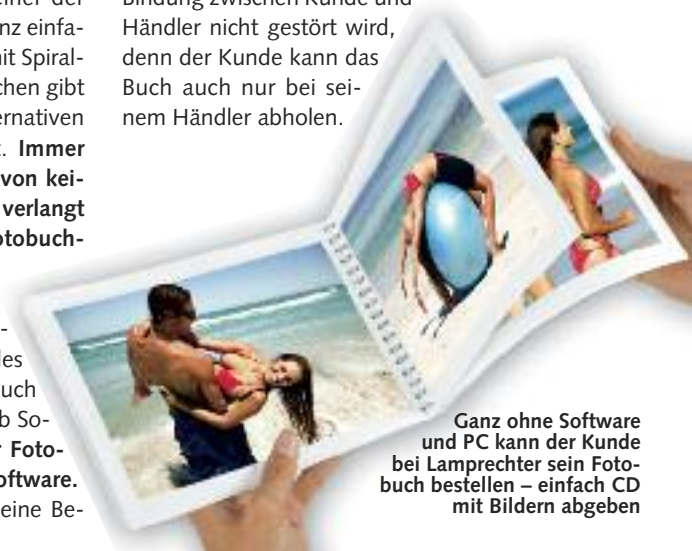 einer der
nz einfa-
it Spiral-
chen gibt
ernativen
. Immer
von kei-
verlangt
otobuch-
-
les
uch
b So-
r Foto-
oftware.
eine Be-
Bindung zwischen Kunde und
Händler nicht gestört wird,
denn der Kunde kann das
Buch auch nur bei sei-
nem Händler abholen.
Ganz ohne Software
und PC kann der Kunde
bei Lamprechter sein Foto-
buch bestellen – einfach CD
mit Bildern abgeben